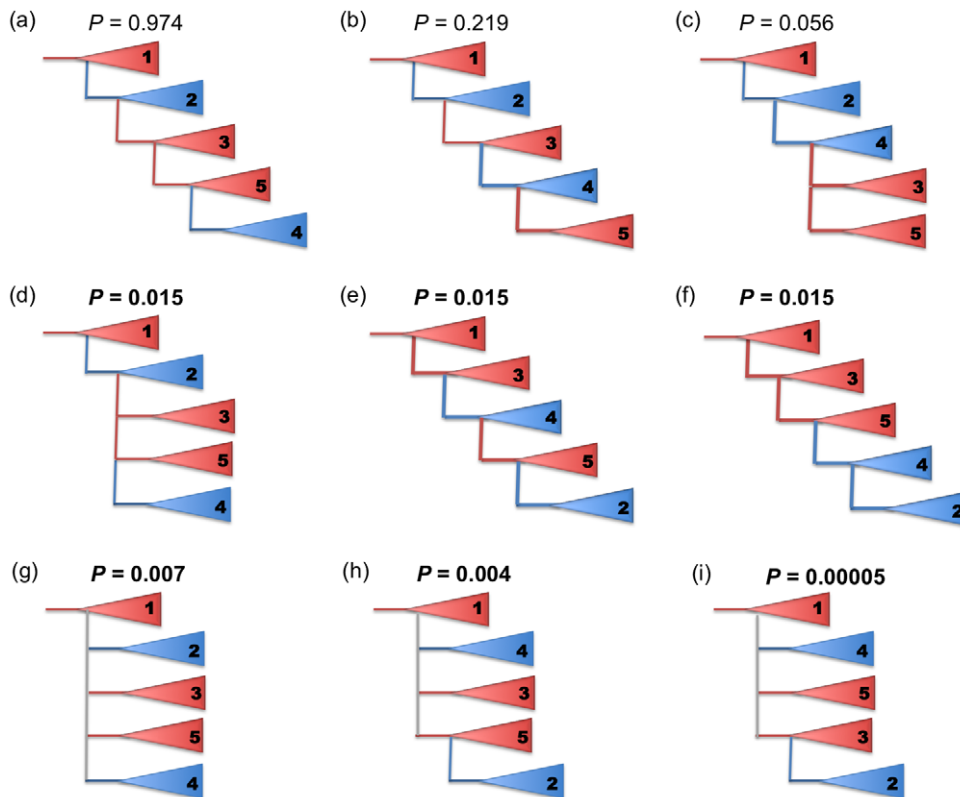 (a) P = 0.974 (b) P = 0.219 (c) P = 0.056
1 1 1
2 2 2
3 3 4
5 4 3
4 5 5
(d) P = 0.015 (e) P = 0.015 (f) P = 0.015
1 1 1
2 3 3
3 4 5
5 5 4
4 2 2
(g) P = 0.007 (h) P = 0.004 (i) P = 0.00005
1 1 1
2 4 4
3 3 5
5 5 3
4 2 2